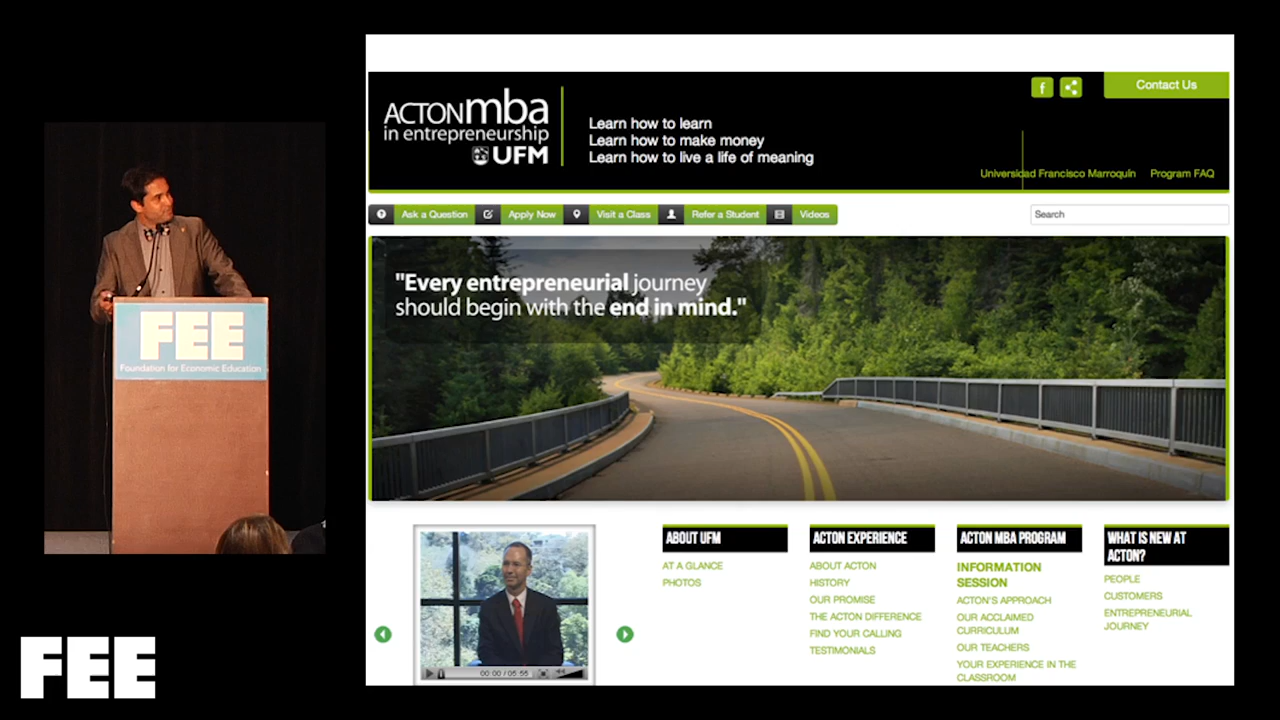 ACTON mba
in entrepreneurship
UFM
Learn how to learn
Learn how to make money
Learn how to live a life of meaning
f
Contact Us
Universidad Francisco Marroquín
Program FAQ
Ask a Question
Apply Now
Visit a Class
Refer a Student
Videos
Search
"Every entrepreneurial journey
should begin with the end in mind."
FEE
Foundation for Economic Education
00:00 / 05:55
ABOUT UFM
AT A GLANCE
PHOTOS
ACTON EXPERIENCE
ABOUT ACTON
HISTORY
OUR PROMISE
THE ACTON DIFFERENCE
FIND YOUR CALLING
TESTIMONIALS
ACTON MBA PROGRAM
INFORMATION
SESSION
ACTON'S APPROACH
OUR ACCLAIMED
CURRICULUM
OUR TEACHERS
YOUR EXPERIENCE IN THE
CLASSROOM
WHAT IS NEW AT
ACTON?
PEOPLE
CUSTOMERS
ENTREPRENEURIAL
JOURNEY
FEE